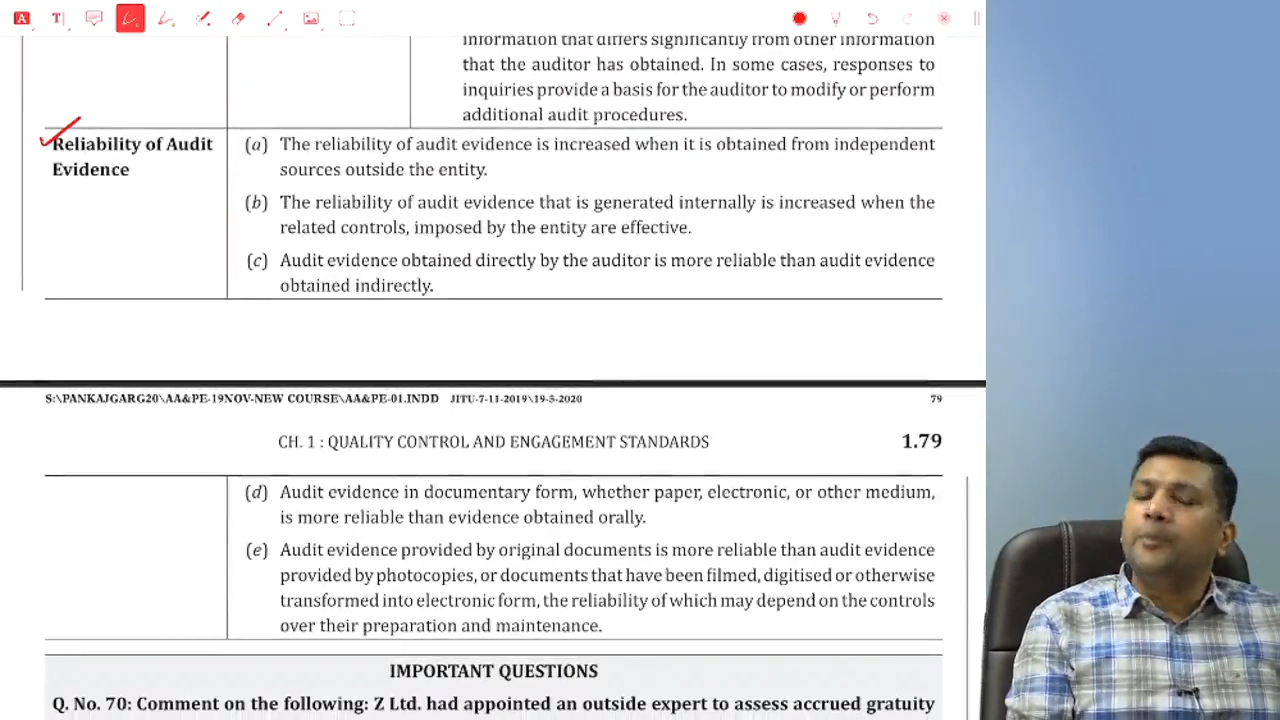 information that differs significantly from other information
that the auditor has obtained. In some cases, responses to
inquiries provide a basis for the auditor to modify or perform
additional audit procedures.
Reliability of Audit
Evidence
(a) The reliability of audit evidence is increased when it is obtained from independent
sources outside the entity.
(b) The reliability of audit evidence that is generated internally is increased when the
related controls, imposed by the entity are effective.
(c) Audit evidence obtained directly by the auditor is more reliable than audit evidence
obtained indirectly.
S:\PANKAJGARG20\AA&PE-19NOV-NEW COURSE\AA&PE-01.INDD JITU-7-11-2019\19-5-2020 79
CH. 1 : QUALITY CONTROL AND ENGAGEMENT STANDARDS 1.79
(d) Audit evidence in documentary form, whether paper, electronic, or other medium,
is more reliable than evidence obtained orally.
(e) Audit evidence provided by original documents is more reliable than audit evidence
provided by photocopies, or documents that have been filmed, digitised or otherwise
transformed into electronic form, the reliability of which may depend on the controls
over their preparation and maintenance.
IMPORTANT QUESTIONS
Q. No. 70: Comment on the following: Z Ltd. had appointed an outside expert to assess accrued gratuity